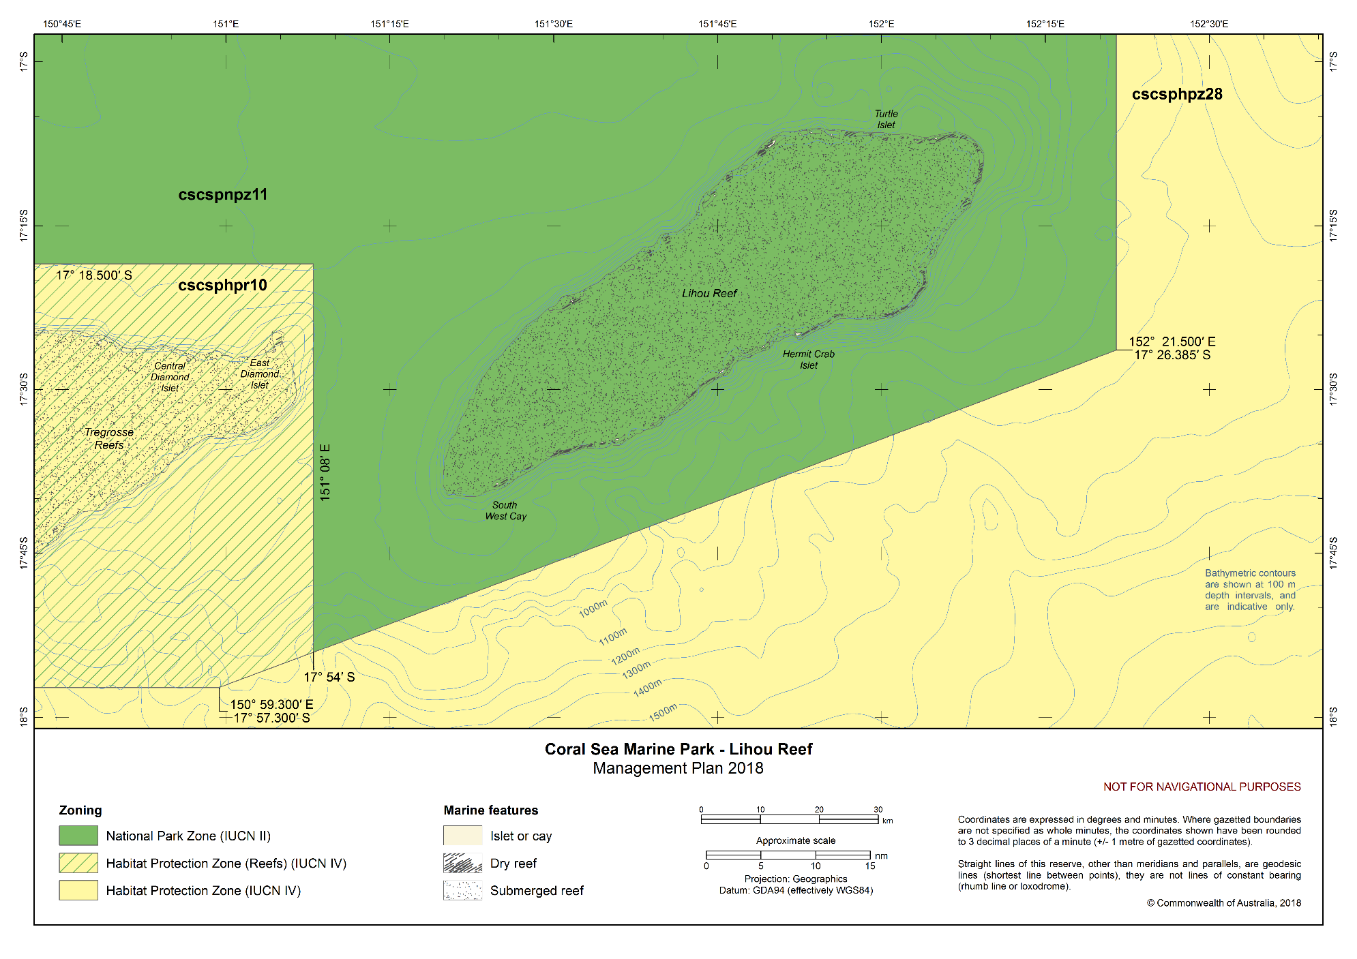 150°45'E
151°E
151°15'E
151°30'E
151°45'E
152°E
152°15'E
152°30'E
17°S
17°S
cscsphpz28
Turtle
Islet
cscspnpz11
17°15'S
17°15'S
17° 18.500' S
cscsphpr10
Lihou Reef
152° 21.500' E
17° 26.385' S
Hermit Crab
Islet
Central
Diamond
Islet
East
Diamond
Islet
17°30'S
17°30'S
Tregrosse
Reefs
151° 08' E
South
West Cay
17°45'S
17°45'S
Bathymetric contours
are shown at 100 m
depth intervals, and
are indicative only.
1000m
1100m
1200m
1300m
1400m
1500m
17° 54' S
150° 59.300' E
17° 57.300' S
18°S
18°S
Coral Sea Marine Park - Lihou Reef
Management Plan 2018
NOT FOR NAVIGATIONAL PURPOSES
Zoning
National Park Zone (IUCN II)
Habitat Protection Zone (Reefs) (IUCN IV)
Habitat Protection Zone (IUCN IV)
Marine features
Islet or cay
Dry reef
Submerged reef
0 10 20 30
km
Approximate scale
nm
0 5 10 15
Projection: Geographics
Datum: GDA94 (effectively WGS84)
Coordinates are expressed in degrees and minutes. Where gazetted boundaries
are not specified as whole minutes, the coordinates shown have been rounded
to 3 decimal places of a minute (+/- 1 metre of gazetted coordinates).
Straight lines of this reserve, other than meridians and parallels, are geodesic
lines (shortest line between points), they are not lines of constant bearing
(rhumb line or loxodrome).
© Commonwealth of Australia, 2018